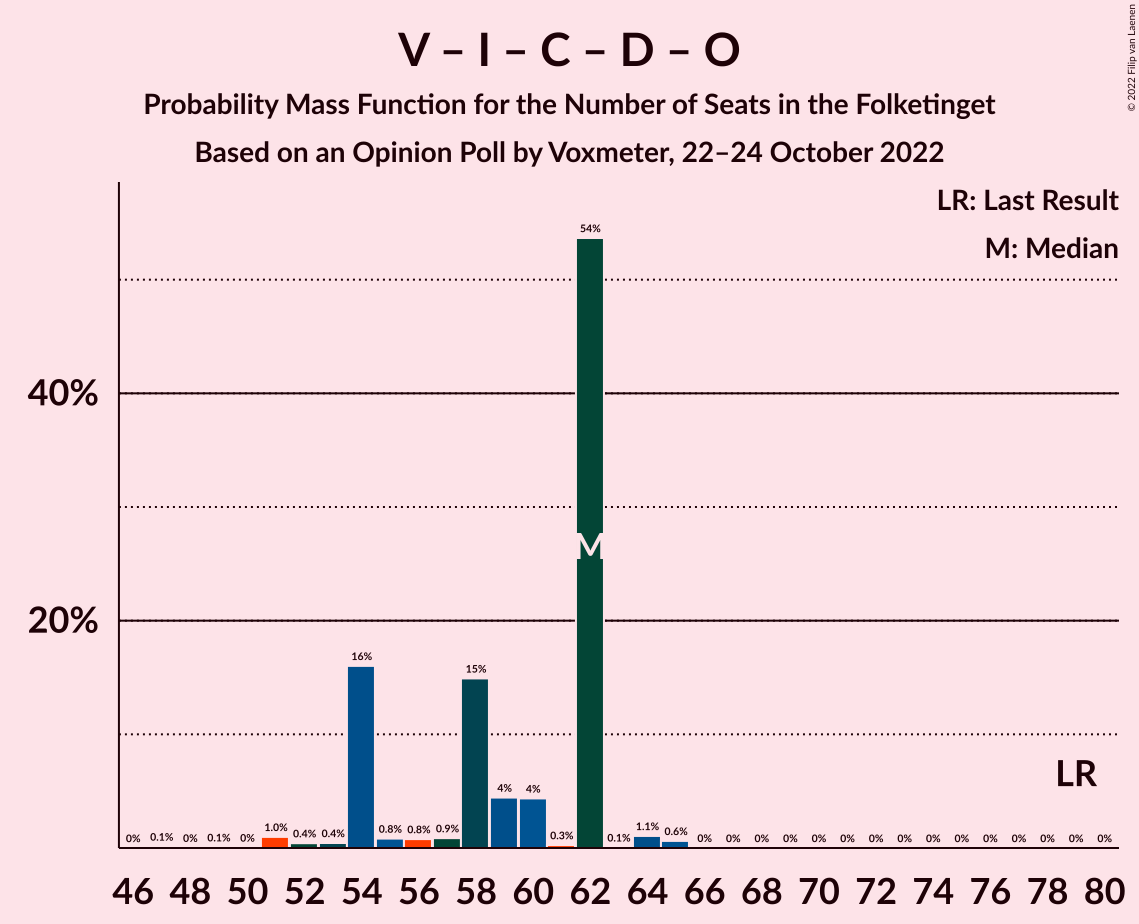 V – I – C – D – O
Probability Mass Function for the Number of Seats in the Folketinget
Based on an Opinion Poll by Voxmeter, 22–24 October 2022
© 2022 Filip van Laenen
LR: Last Result
M: Median
54%
40%
M
20%
16%
15%
LR
0% 0.1% 0% 0.1% 0% 1.0% 0.4% 0.4% 0.8% 0.8% 0.9% 4% 4% 0.3% 0.1% 1.1% 0.6% 0% 0% 0% 0% 0% 0% 0% 0% 0% 0% 0% 0% 0% 0% 0%
46 48 50 52 54 56 58 60 62 64 66 68 70 72 74 76 78 80